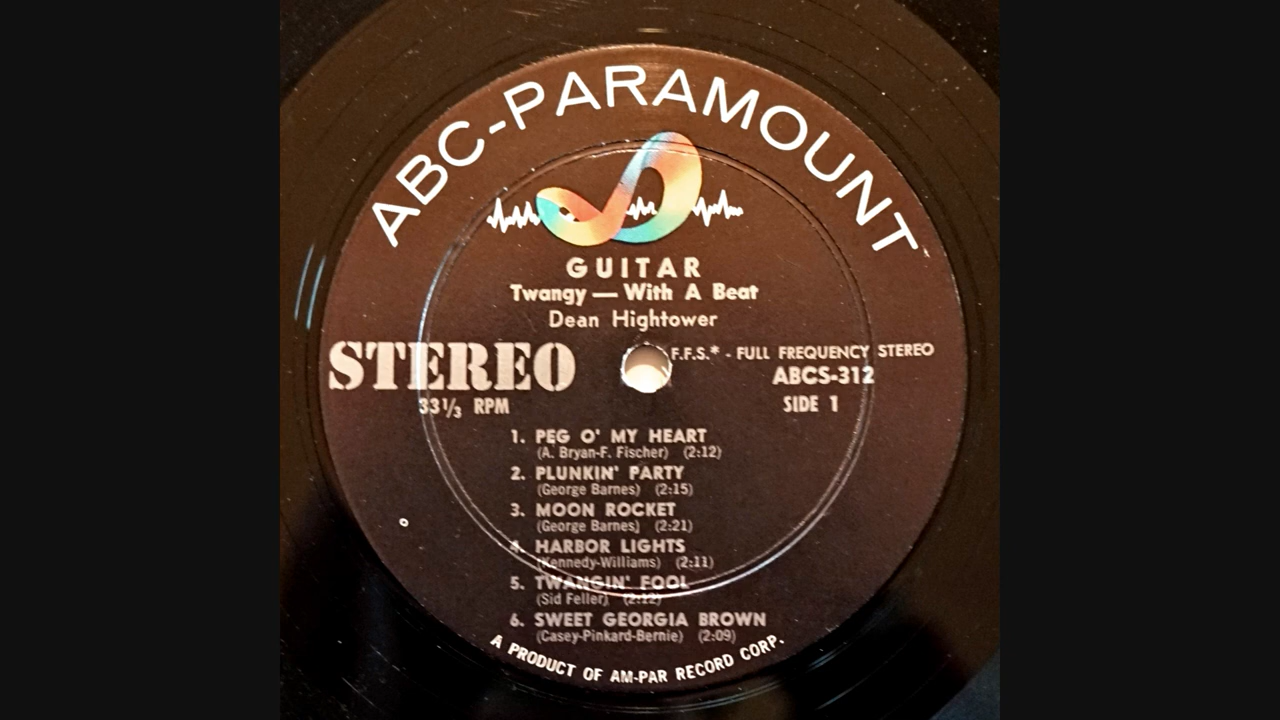 ABC-PARAMOUNT
GUITAR
Twangy — With A Beat
Dean Hightower
STEREO
F.F.S.* - FULL FREQUENCY STEREO
ABCS-312
33 1/3 RPM
SIDE 1
1. PEG O' MY HEART
(A. Bryan-F. Fischer) (2:12)
2. PLUNKIN' PARTY
(George Barnes) (2:15)
3. MOON ROCKET
(George Barnes) (2:21)
4. HARBOR LIGHTS
(Kennedy-Williams) (2:11)
5. TWANGIN' FOOL
(Sid Feller) (2:12)
6. SWEET GEORGIA BROWN
(Casey-Pinkard-Bernie) (2:09)
A PRODUCT OF AM-PAR RECORD CORP.